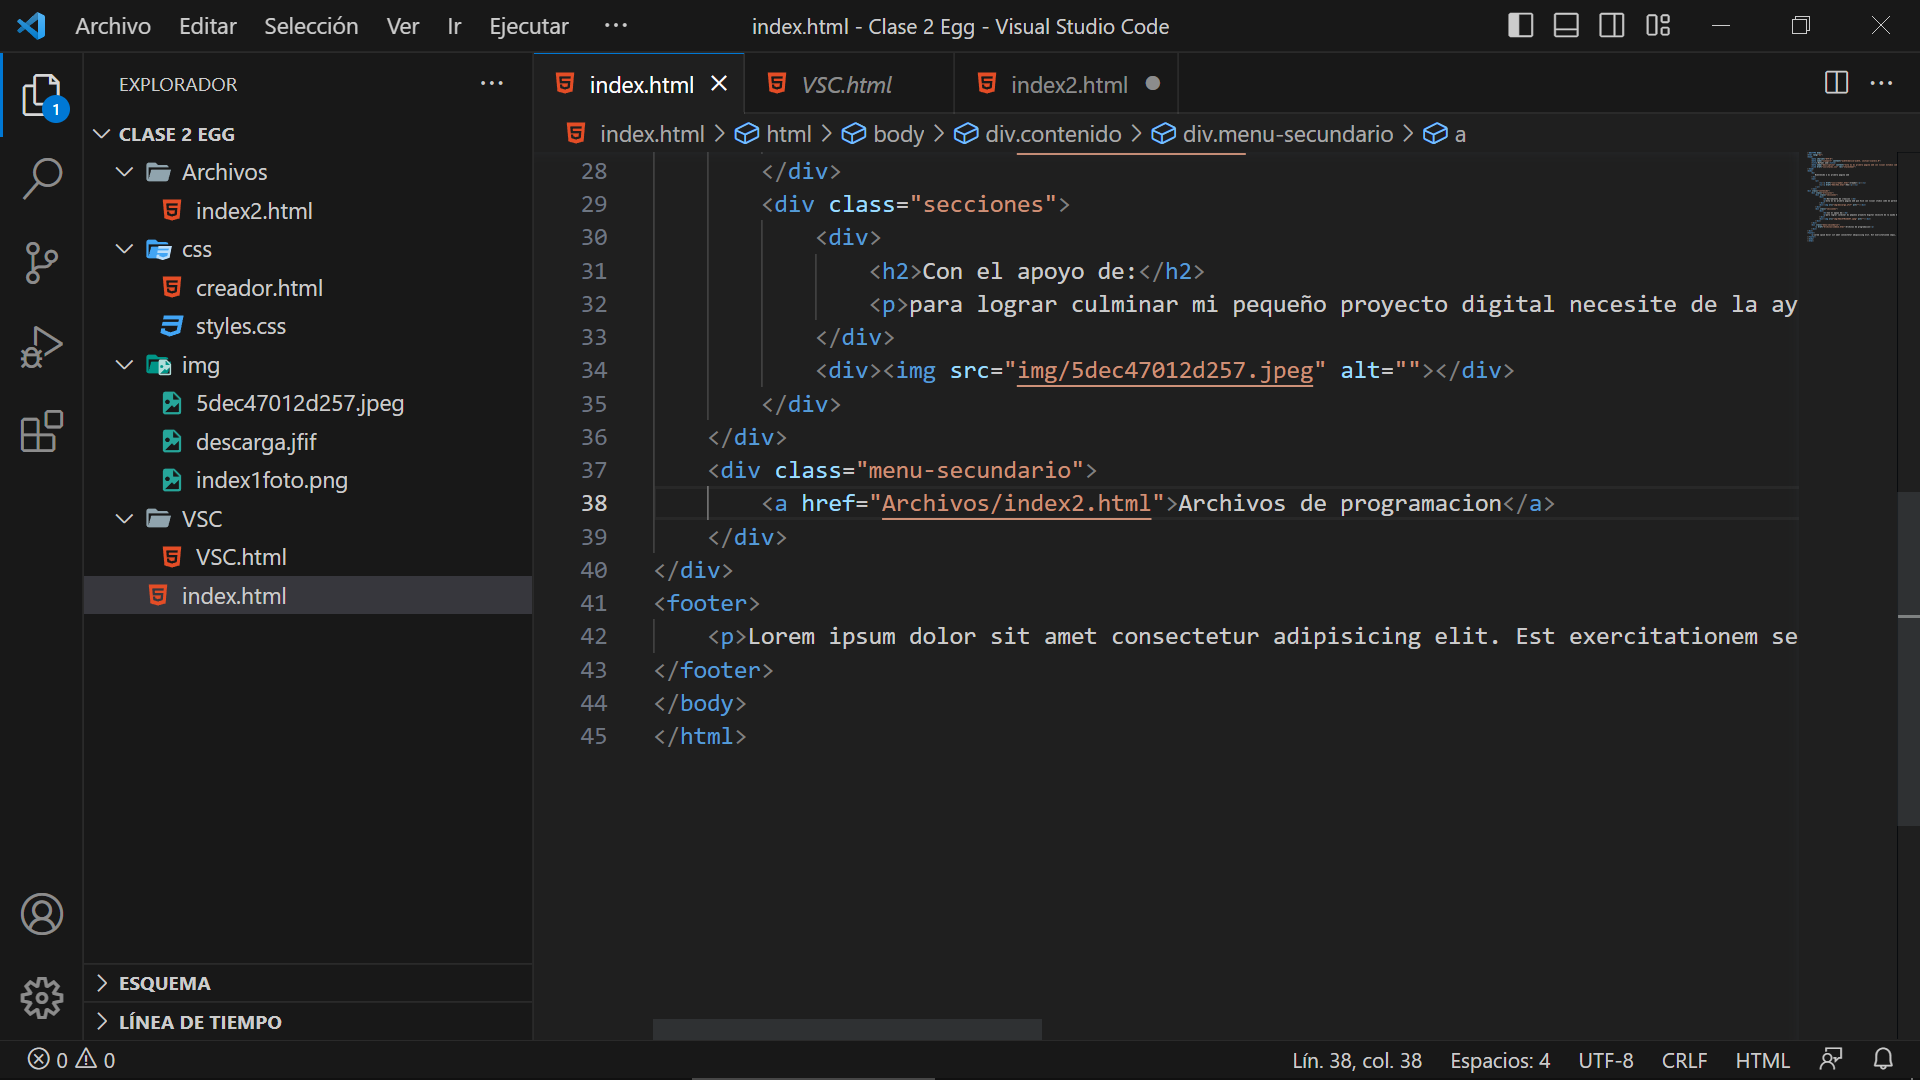 Archivo Editar Selección Ver Ir Ejecutar ··· index.html - Clase 2 Egg - Visual Studio Code
EXPLORADOR ···
1
CLASE 2 EGG
Archivos
index2.html
css
creador.html
styles.css
img
5dec47012d257.jpeg
descarga.jfif
index1foto.png
VSC
VSC.html
index.html
ESQUEMA
LÍNEA DE TIEMPO
index.html VSC.html index2.html
index.html > html > body > div.contenido > div.menu-secundario > a
28 </div>
29 <div class="secciones">
30 <div>
31 <h2>Con el apoyo de:</h2>
32 <p>para lograr culminar mi pequeño proyecto digital necesite de la ay
33 </div>
34 <div><img src="img/5dec47012d257.jpeg" alt=""></div>
35 </div>
36 </div>
37 <div class="menu-secundario">
38 <a href="Archivos/index2.html">Archivos de programacion</a>
39 </div>
40 </div>
41 <footer>
42 <p>Lorem ipsum dolor sit amet consectetur adipisicing elit. Est exercitationem se
43 </footer>
44 </body>
45 </html>
0 0 Lín. 38, col. 38 Espacios: 4 UTF-8 CRLF HTML